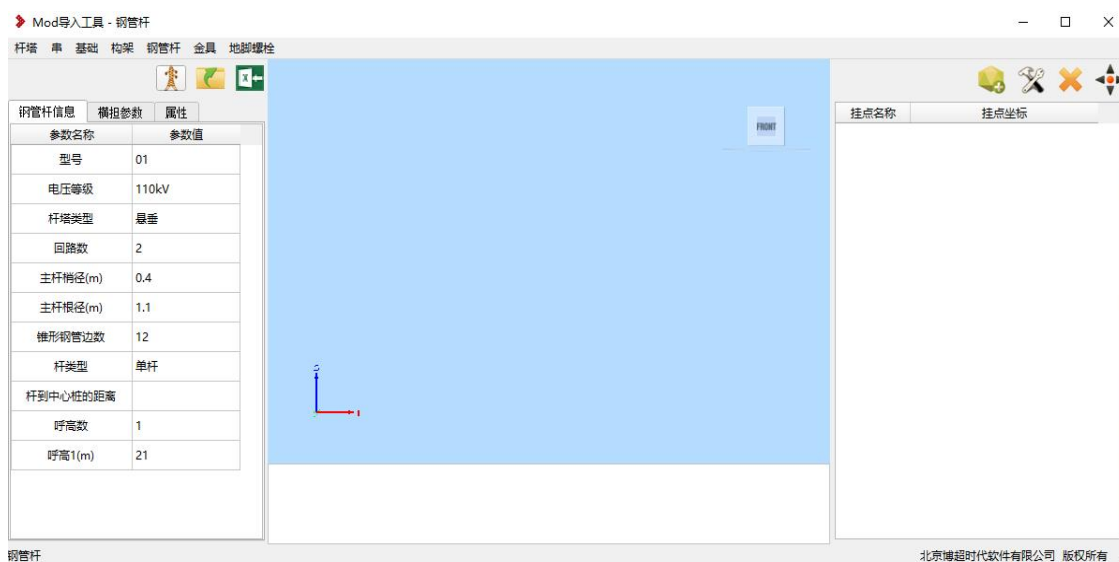 Mod导入工具 - 钢管杆
杆塔 串 基础 构架 钢管杆 金具 地脚螺栓
钢管杆信息 横担参数 属性
参数名称 参数值
型号 01
电压等级 110kV
杆塔类型 悬垂
回路数 2
主杆梢径(m) 0.4
主杆根径(m) 1.1
锥形钢管边数 12
杆类型 单杆
杆到中心桩的距离
呼高数 1
呼高1(m) 21
FRONT
挂点名称 挂点坐标
钢管杆
北京博超时代软件有限公司 版权所有